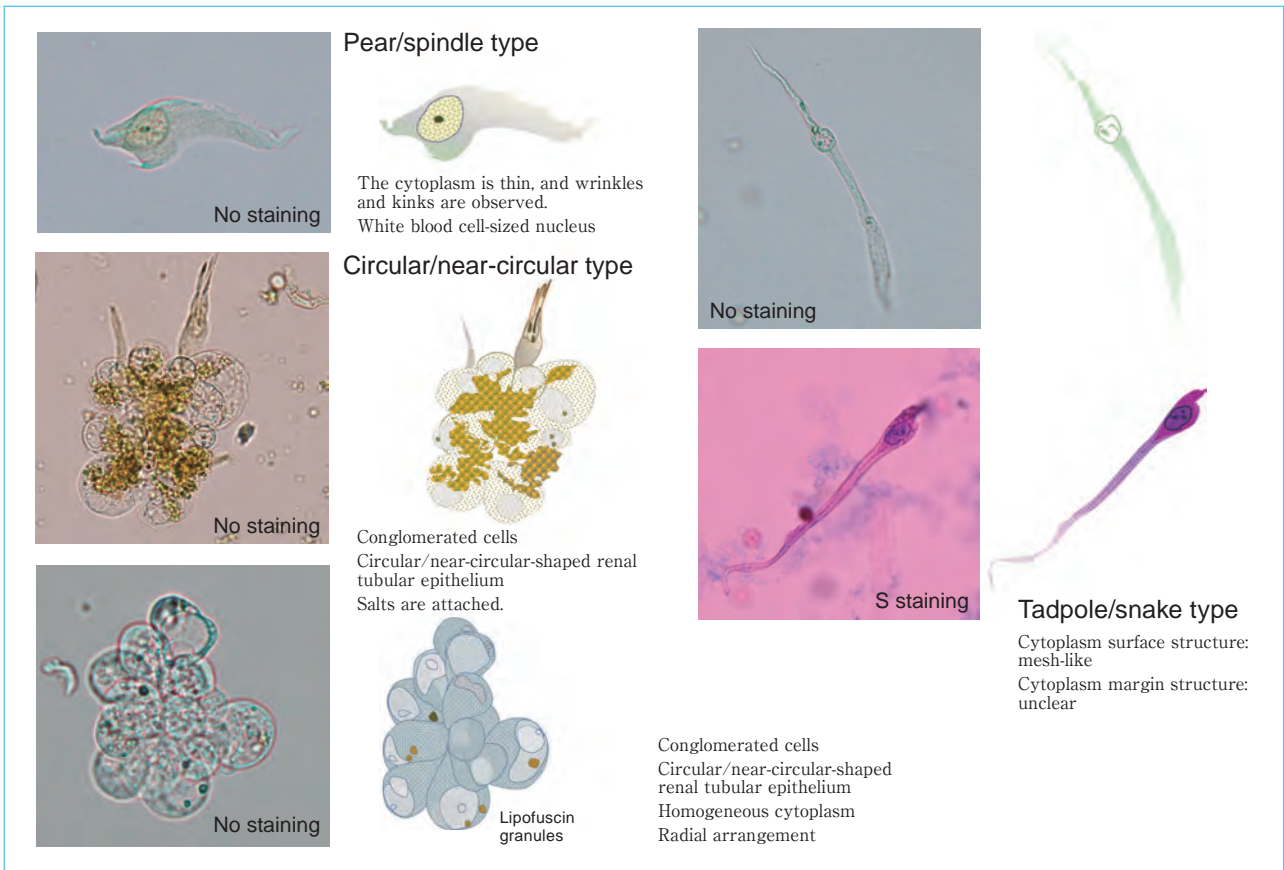 Pear/spindle type
No staining
The cytoplasm is thin, and wrinkles
and kinks are observed.
White blood cell-sized nucleus
Circular/near-circular type
No staining
Conglomerated cells
Circular/near-circular-shaped renal
tubular epithelium
Salts are attached.
No staining
Lipofuscin
granules
Conglomerated cells
Circular/near-circular-shaped
renal tubular epithelium
Homogeneous cytoplasm
Radial arrangement
No staining
S staining
Tadpole/snake type
Cytoplasm surface structure:
mesh-like
Cytoplasm margin structure:
unclear